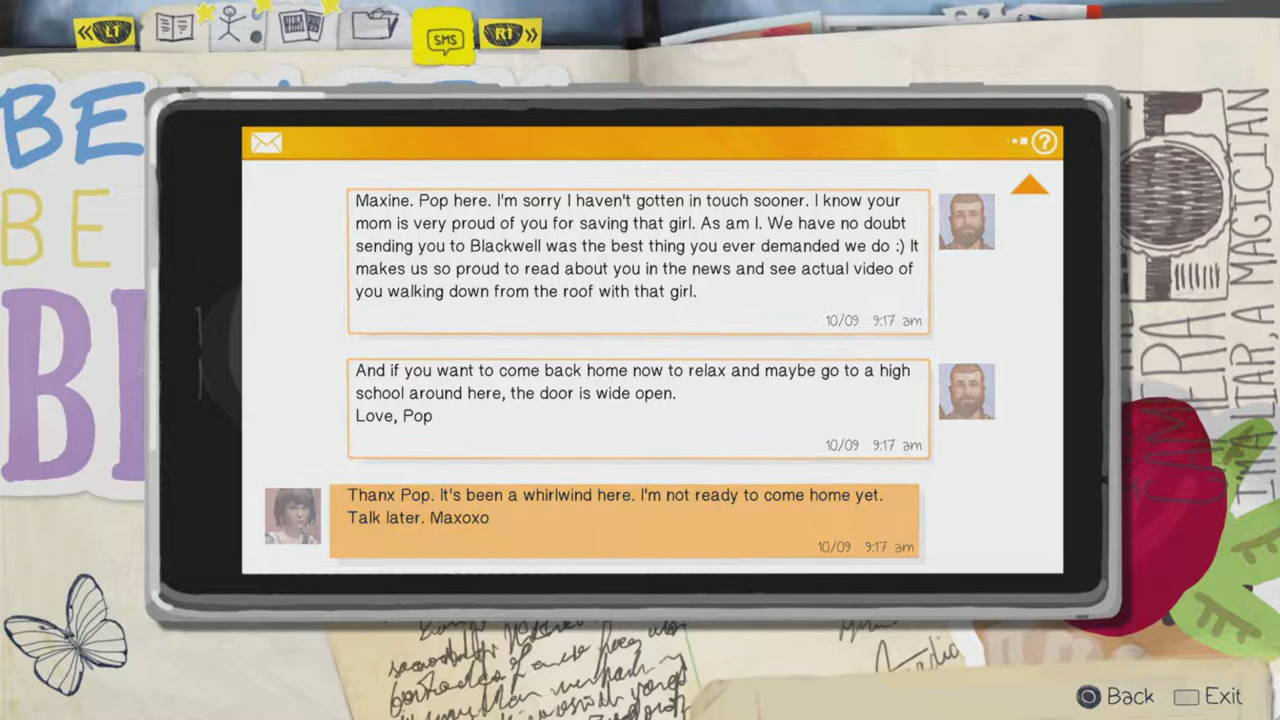 L1
SMS
R1
BE
BE
B
?
Maxine. Pop here. I'm sorry I haven't gotten in touch sooner. I know your
mom is very proud of you for saving that girl. As am I. We have no doubt
sending you to Blackwell was the best thing you ever demanded we do :) It
makes us so proud to read about you in the news and see actual video of
you walking down from the roof with that girl.
10/09 9:17 am
And if you want to come back home now to relax and maybe go to a high
school around here, the door is wide open.
Love, Pop
10/09 9:17 am
Thanx Pop. It's been a whirlwind here. I'm not ready to come home yet.
Talk later. Maxoxo
10/09 9:17 am
CAMERA
LIAR, A MAGICIAN
Back Exit